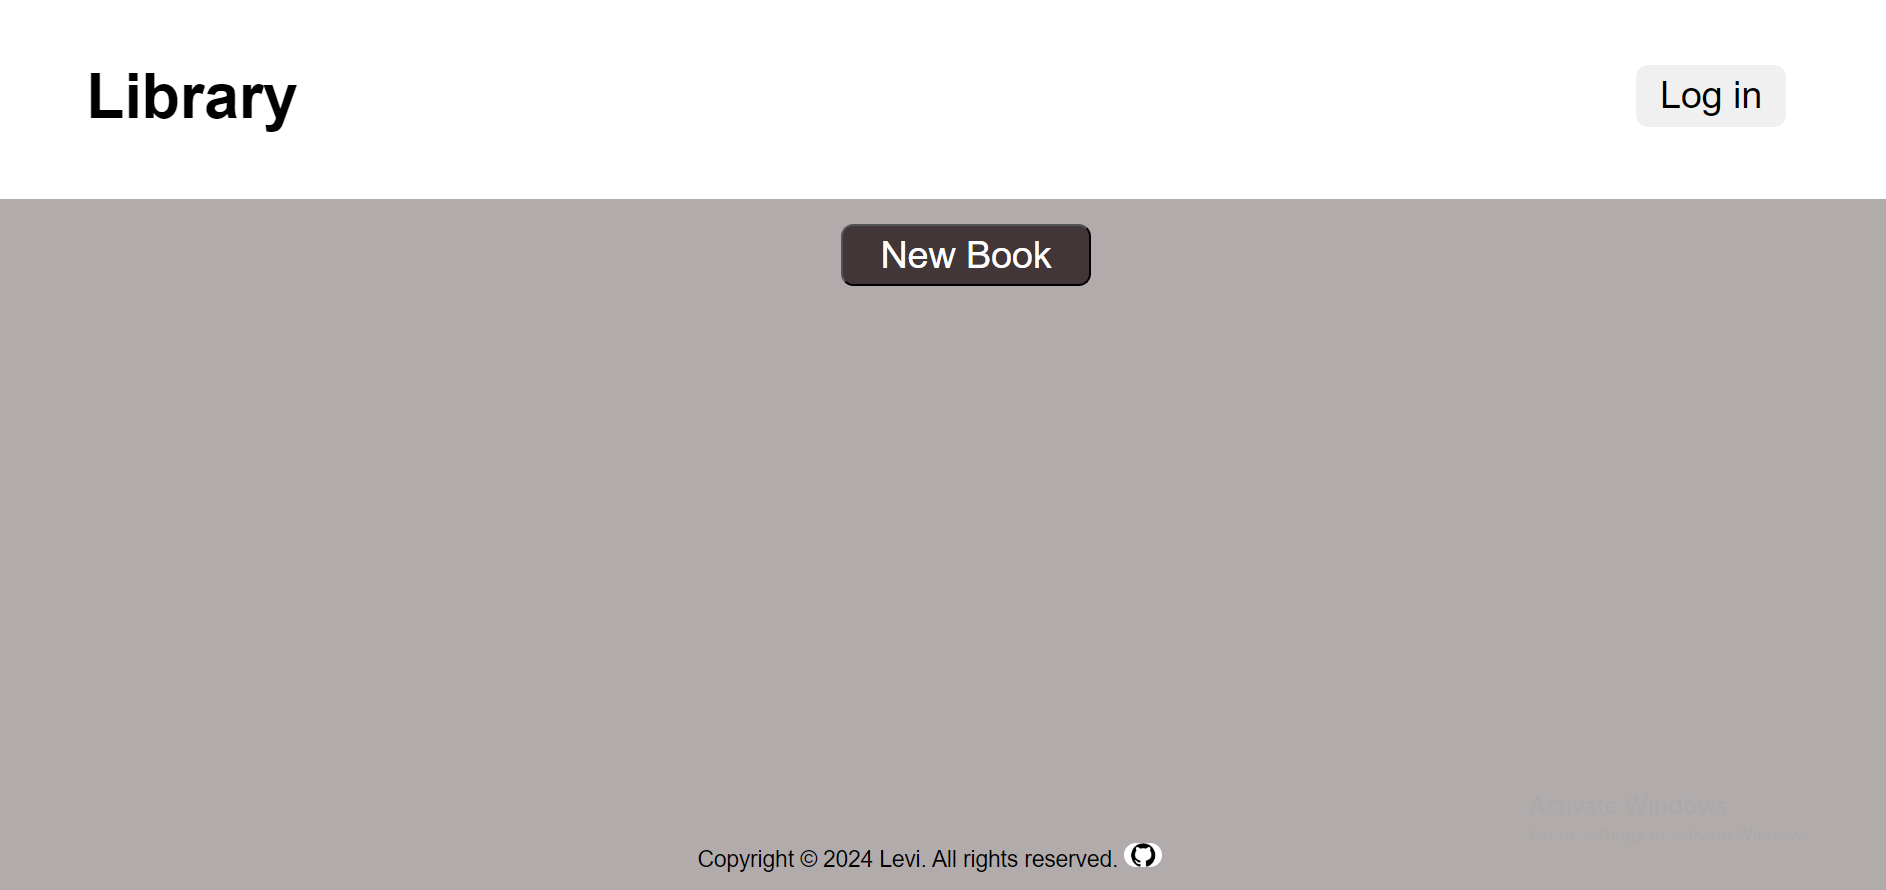 Library
Log in
New Book
Activate Windows
Go to Settings to activate Windows.
Copyright © 2024 Levi. All rights reserved.